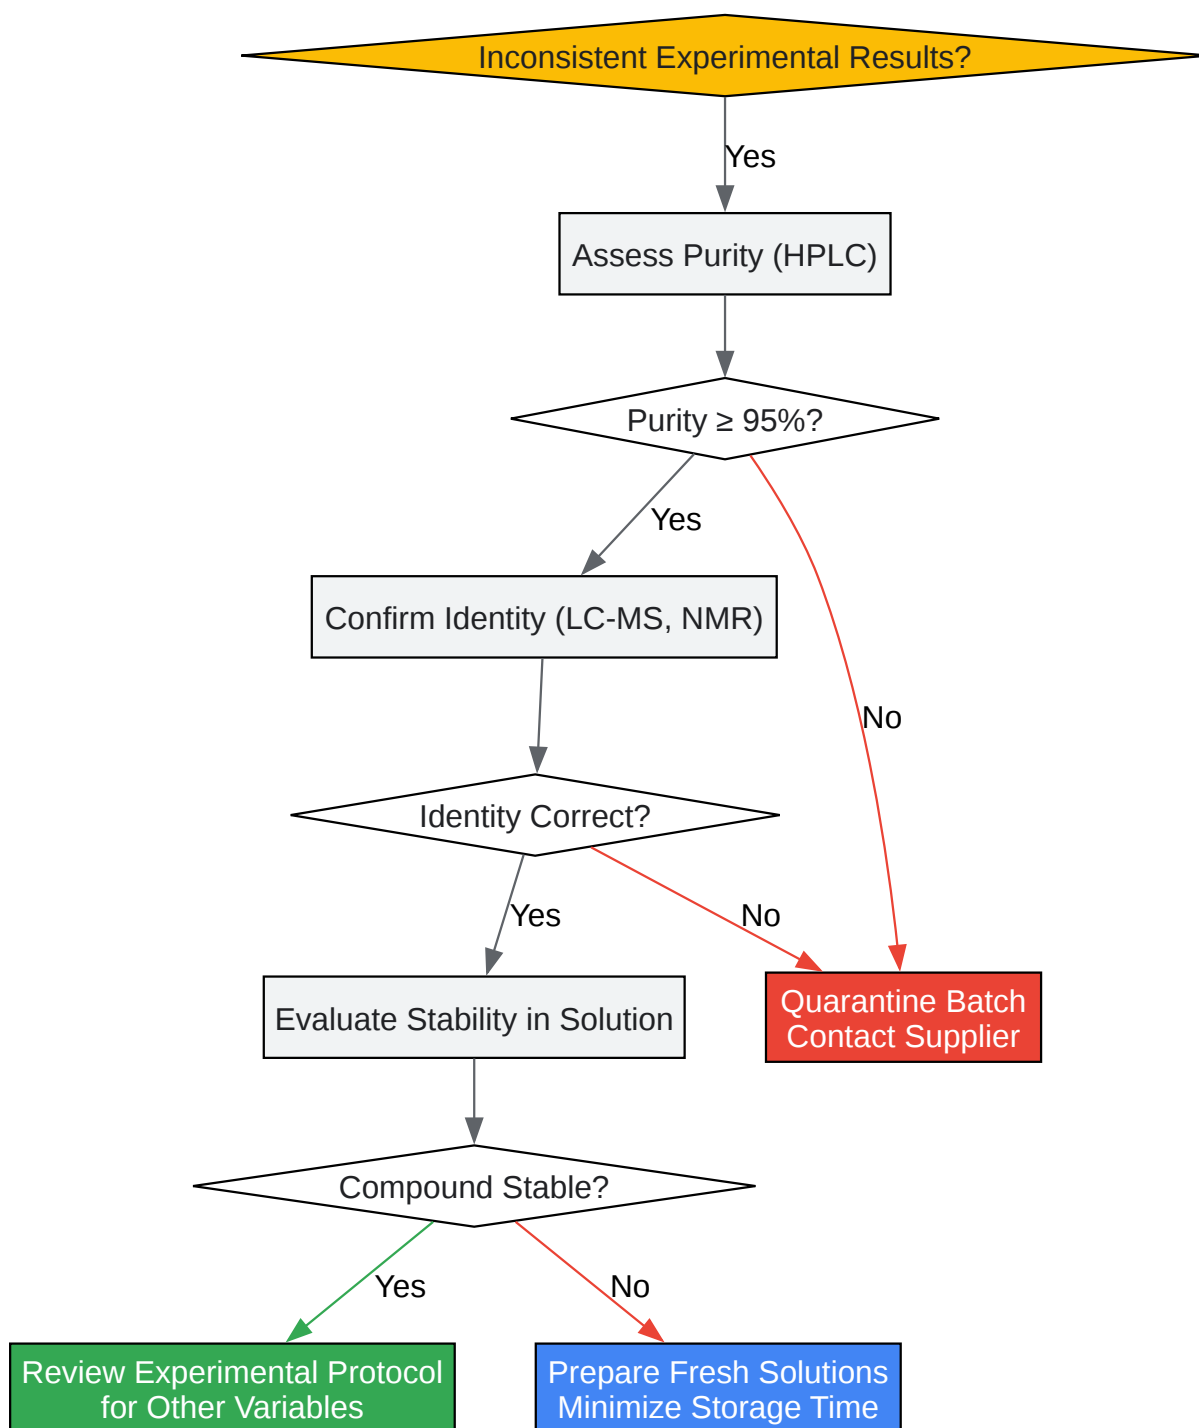 Inconsistent Experimental Results?
Yes
Assess Purity (HPLC)
Purity ≥ 95%?
Yes
Confirm Identity (LC-MS, NMR)
No
Identity Correct?
Yes
No
Quarantine Batch
Contact Supplier
Evaluate Stability in Solution
Compound Stable?
Yes
No
Review Experimental Protocol
for Other Variables
Prepare Fresh Solutions
Minimize Storage Time